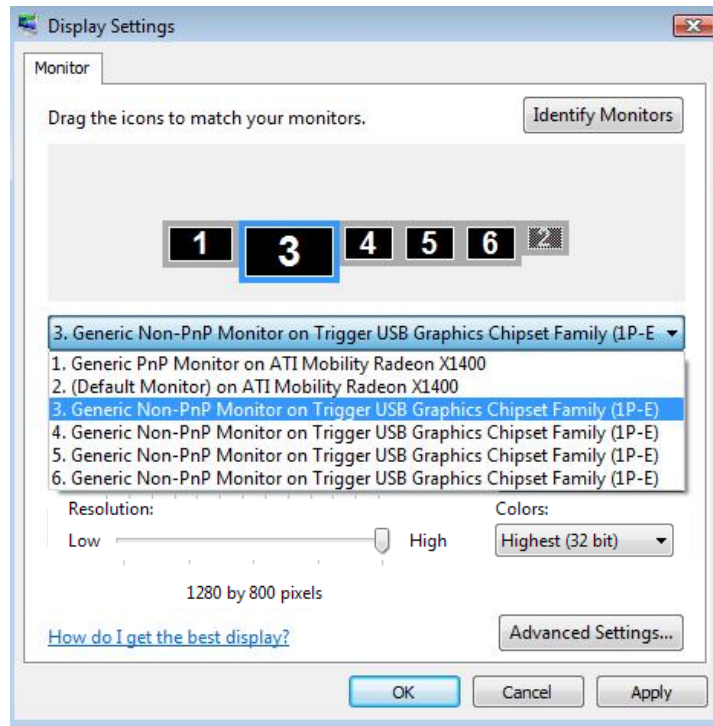 Display Settings
Monitor
Drag the icons to match your monitors.
Identify Monitors
1 3 4 5 6 2
3. Generic Non-PnP Monitor on Trigger USB Graphics Chipset Family (1P-E
1. Generic PnP Monitor on ATI Mobility Radeon X1400
2. (Default Monitor) on ATI Mobility Radeon X1400
3. Generic Non-PnP Monitor on Trigger USB Graphics Chipset Family (1P-E)
4. Generic Non-PnP Monitor on Trigger USB Graphics Chipset Family (1P-E)
5. Generic Non-PnP Monitor on Trigger USB Graphics Chipset Family (1P-E)
6. Generic Non-PnP Monitor on Trigger USB Graphics Chipset Family (1P-E)
Resolution:
Colors:
Low
High
Highest (32 bit)
1280 by 800 pixels
How do I get the best display?
Advanced Settings...
OK
Cancel
Apply